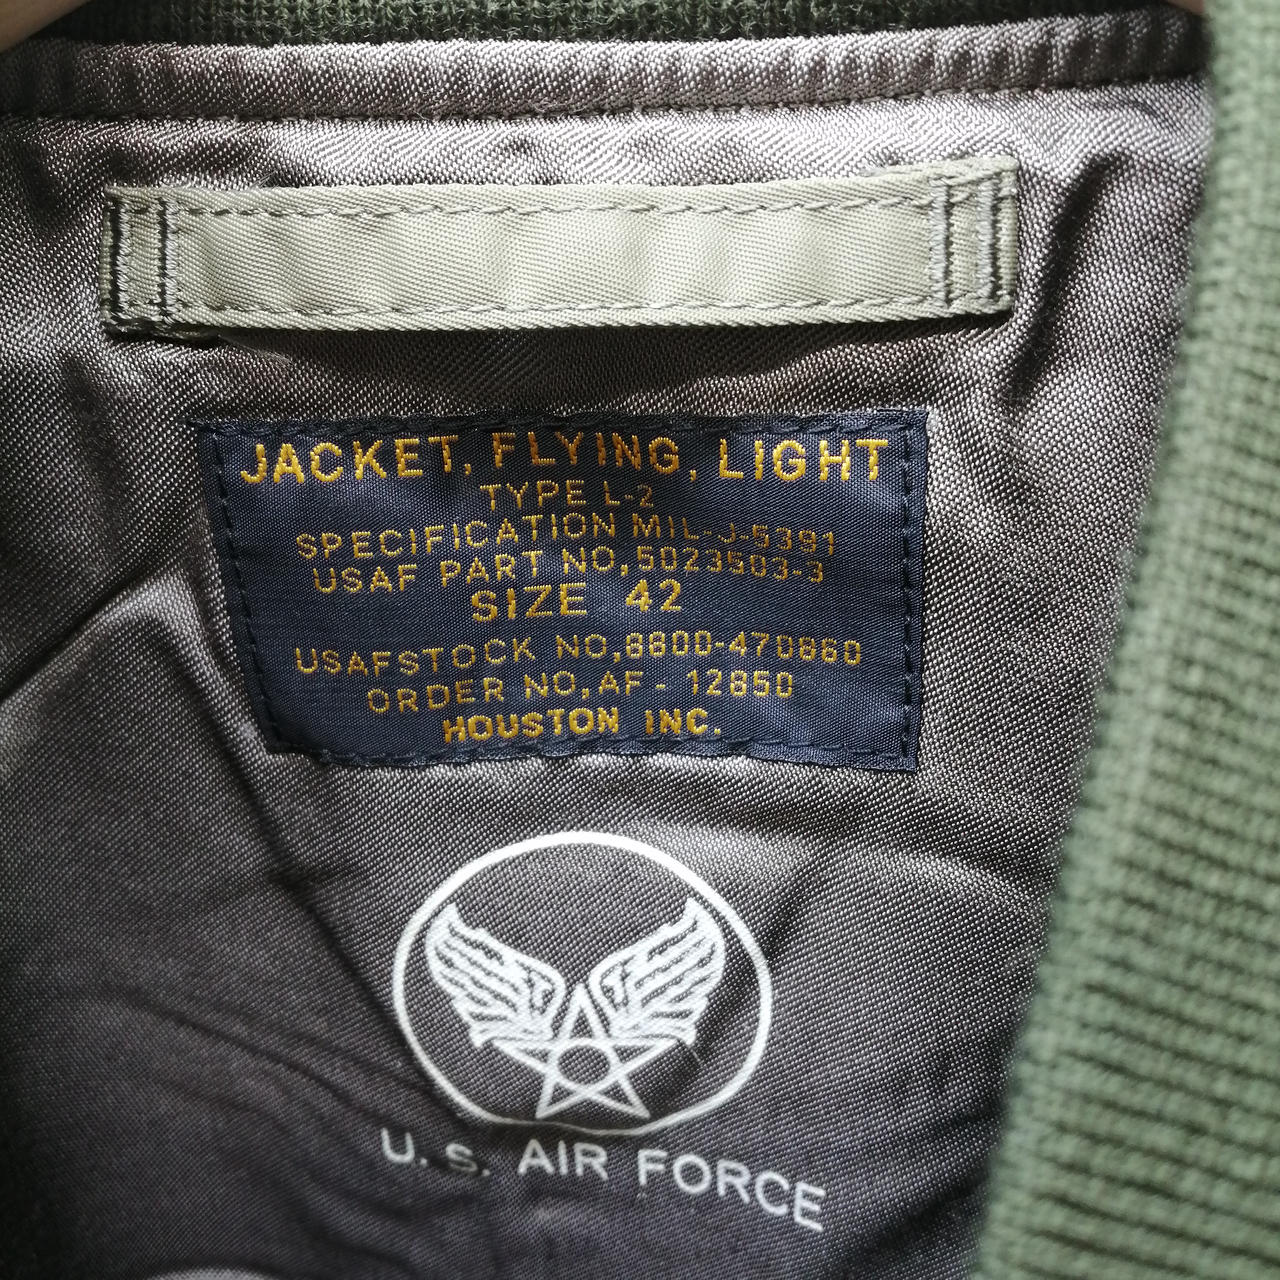 JACKET, FLYING, LIGHT
TYPE L-2
SPECIFICATION MIL-J-5391
USAF PART NO,5023503-3
SIZE 42
USAFSTOCK NO,8800-470860
ORDER NO,AF - 12850
HOUSTON INC.
U. S. AIR FORCE